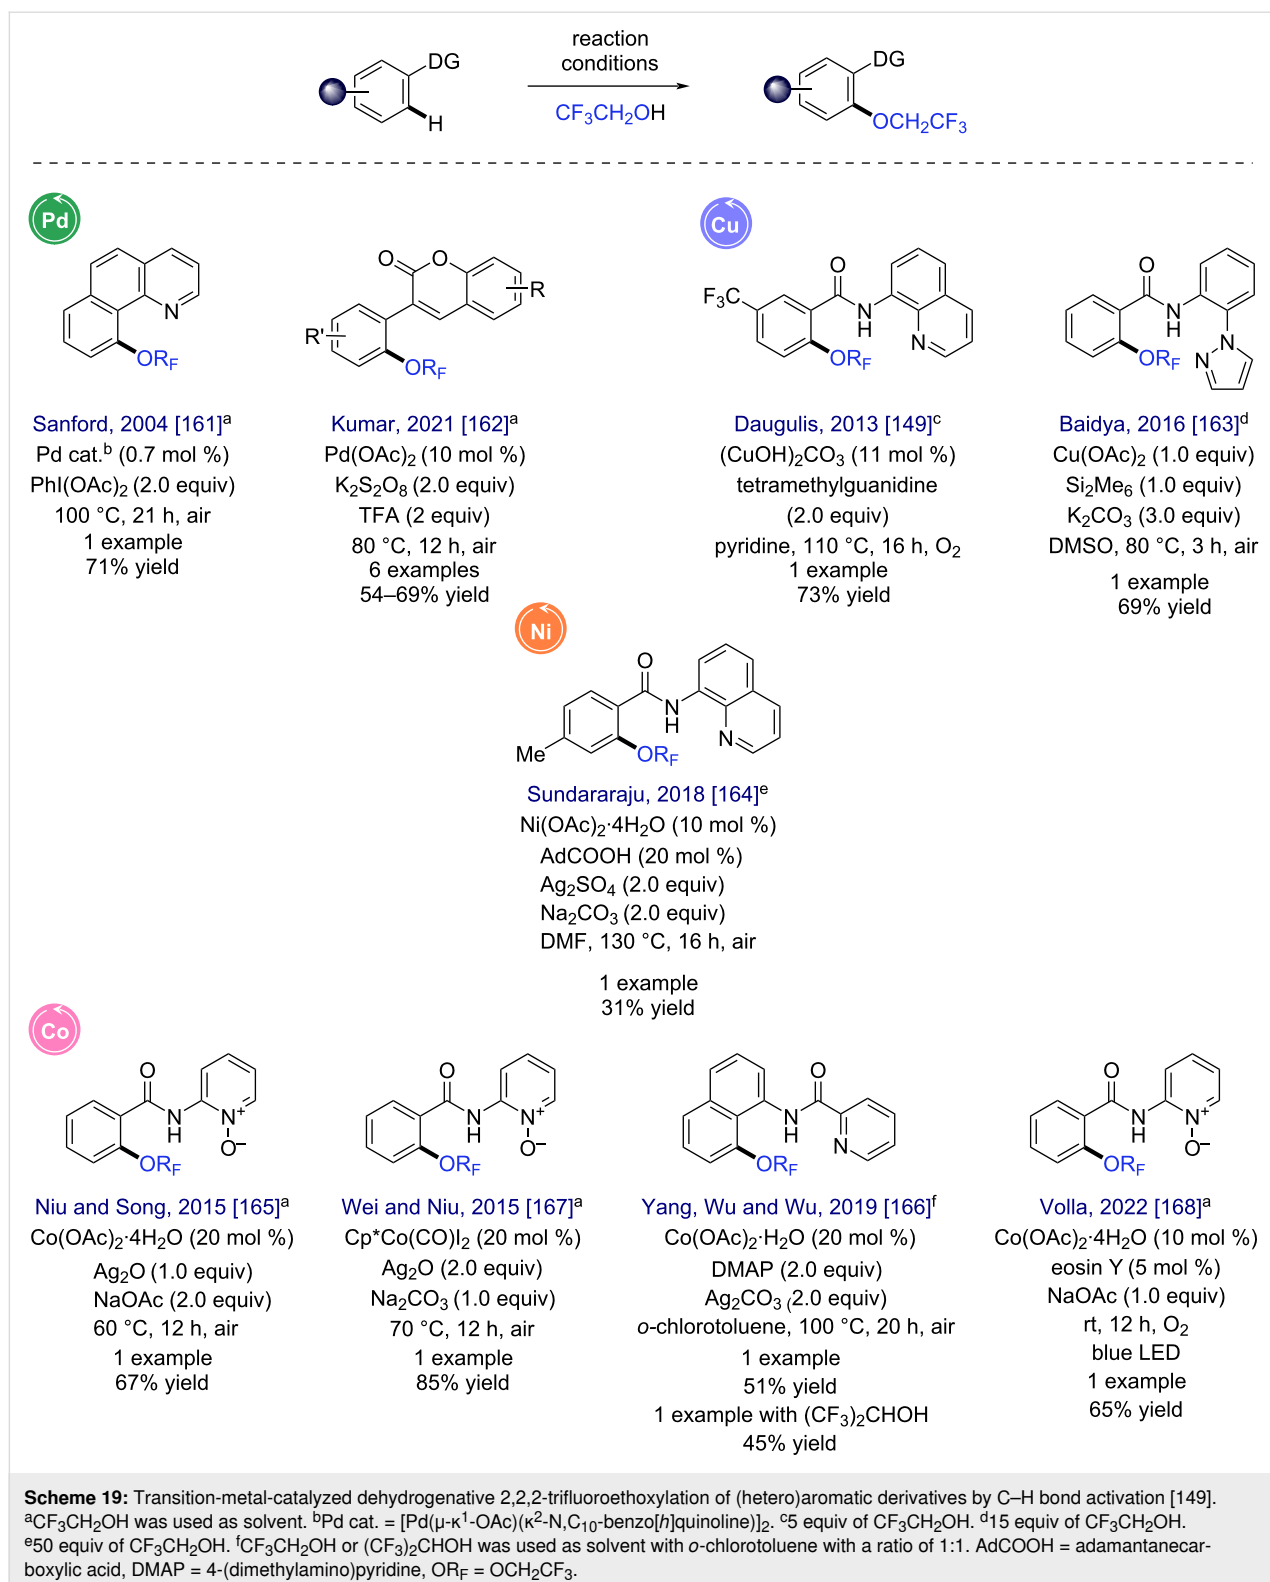 DG
H
reaction
conditions
CF3CH2OH
DG
OCH2CF3
Pd
N
ORF
Sanford, 2004 [161]a
Pd cat.b (0.7 mol %)
PhI(OAc)2 (2.0 equiv)
100 °C, 21 h, air
1 example
71% yield
O O
R
R'
ORF
Kumar, 2021 [162]a
Pd(OAc)2 (10 mol %)
K2S2O8 (2.0 equiv)
TFA (2 equiv)
80 °C, 12 h, air
6 examples
54–69% yield
Cu
O
F3C
N
H
N
ORF
Daugulis, 2013 [149]c
(CuOH)2CO3 (11 mol %)
tetramethylguanidine
(2.0 equiv)
pyridine, 110 °C, 16 h, O2
1 example
73% yield
O
N
H
N
N
ORF
Baidya, 2016 [163]d
Cu(OAc)2 (1.0 equiv)
Si2Me6 (1.0 equiv)
K2CO3 (3.0 equiv)
DMSO, 80 °C, 3 h, air
1 example
69% yield
Ni
O
N
H
N
Me
ORF
Sundararaju, 2018 [164]e
Ni(OAc)2·4H2O (10 mol %)
AdCOOH (20 mol %)
Ag2SO4 (2.0 equiv)
Na2CO3 (2.0 equiv)
DMF, 130 °C, 16 h, air
1 example
31% yield
Co
O
N
H
N+
O–
ORF
Niu and Song, 2015 [165]a
Co(OAc)2·4H2O (20 mol %)
Ag2O (1.0 equiv)
NaOAc (2.0 equiv)
60 °C, 12 h, air
1 example
67% yield
O
N
H
N+
O–
ORF
Wei and Niu, 2015 [167]a
Cp*Co(CO)I2 (20 mol %)
Ag2O (2.0 equiv)
Na2CO3 (1.0 equiv)
70 °C, 12 h, air
1 example
85% yield
O
N
H
N
ORF
Yang, Wu and Wu, 2019 [166]f
Co(OAc)2·H2O (20 mol %)
DMAP (2.0 equiv)
Ag2CO3 (2.0 equiv)
o-chlorotoluene, 100 °C, 20 h, air
1 example
51% yield
1 example with (CF3)2CHOH
45% yield
O
N
H
N+
O–
ORF
Volla, 2022 [168]a
Co(OAc)2·4H2O (10 mol %)
eosin Y (5 mol %)
NaOAc (1.0 equiv)
rt, 12 h, O2
blue LED
1 example
65% yield
Scheme 19: Transition-metal-catalyzed dehydrogenative 2,2,2-trifluoroethoxylation of (hetero)aromatic derivatives by C–H bond activation [149].
aCF3CH2OH was used as solvent. bPd cat. = [Pd(μ-κ1-OAc)(κ2-N,C10-benzo[h]quinoline)]2. c5 equiv of CF3CH2OH. d15 equiv of CF3CH2OH.
e50 equiv of CF3CH2OH. fCF3CH2OH or (CF3)2CHOH was used as solvent with o-chlorotoluene with a ratio of 1:1. AdCOOH = adamantanecar-
boxylic acid, DMAP = 4-(dimethylamino)pyridine, ORF = OCH2CF3.